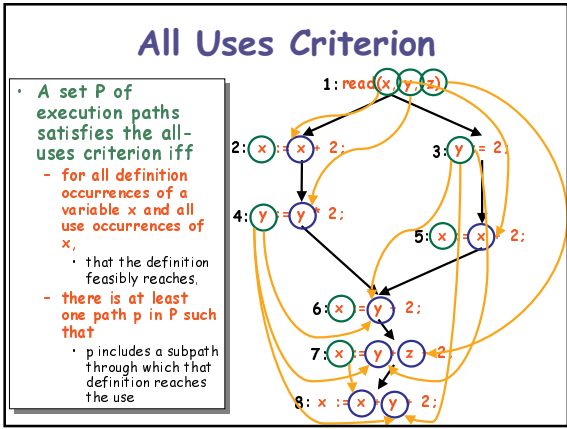 All Uses Criterion
• A set P of
execution paths
satisfies the all-
uses criterion iff
– for all definition
occurrences of a
variable x and all
use occurrences of
x,
• that the definition
feasibly reaches,
– there is at least
one path p in P such
that
• p includes a subpath
through which that
definition reaches
the use
1: read(x, y, z)
2: x := x + 2;
3: y := 2;
4: y := y * 2;
5: x := x + 2;
6: x := y + 2;
7: x := y + z + 2;
8: x := x + y + 2;